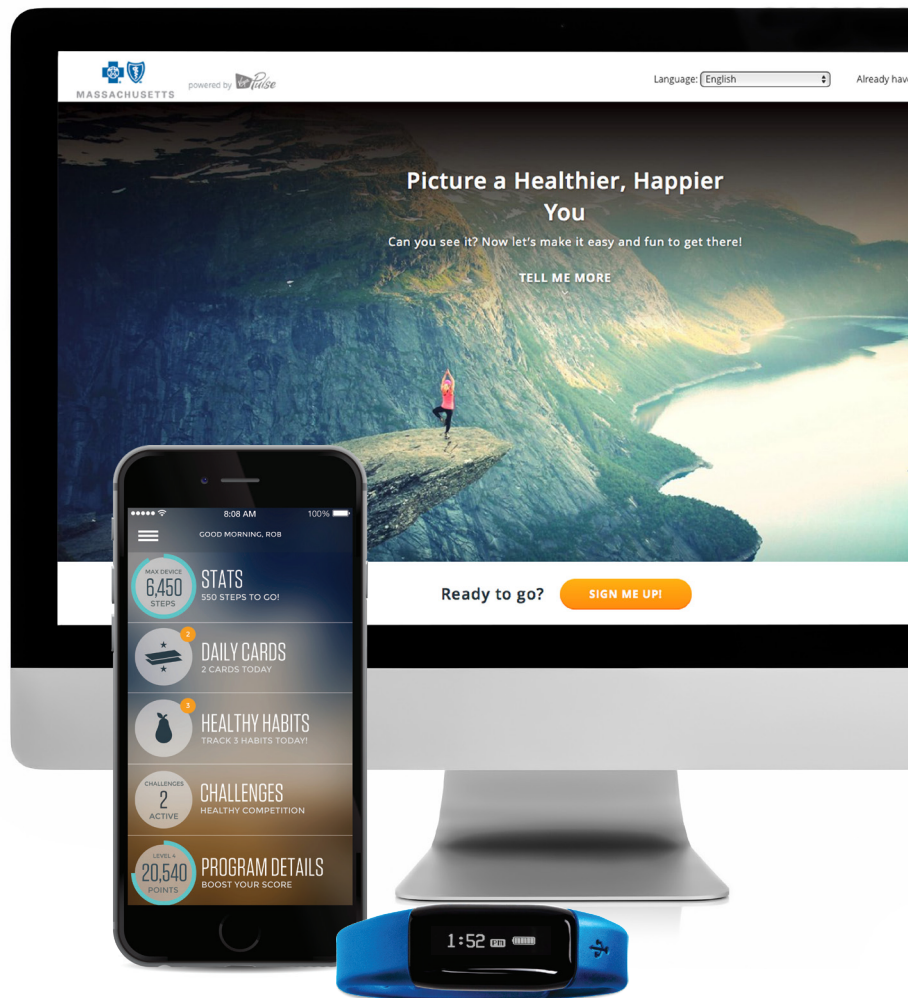 MASSACHUSETTS
powered by Pulse
Language: English
Already have
Picture a Healthier, Happier
You
Can you see it? Now let's make it easy and fun to get there!
TELL ME MORE
Ready to go? SIGN ME UP!
8:08 AM 100%
GOOD MORNING, ROB
MAX DEVICE
6,450
STEPS
STATS
550 STEPS TO GO!
2
DAILY CARDS
2 CARDS TODAY
3
HEALTHY HABITS
TRACK 3 HABITS TODAY!
CHALLENGES
2
ACTIVE
CHALLENGES
HEALTHY COMPETITION
LEVEL 4
20,540
POINTS
PROGRAM DETAILS
BOOST YOUR SCORE
1:52 PM